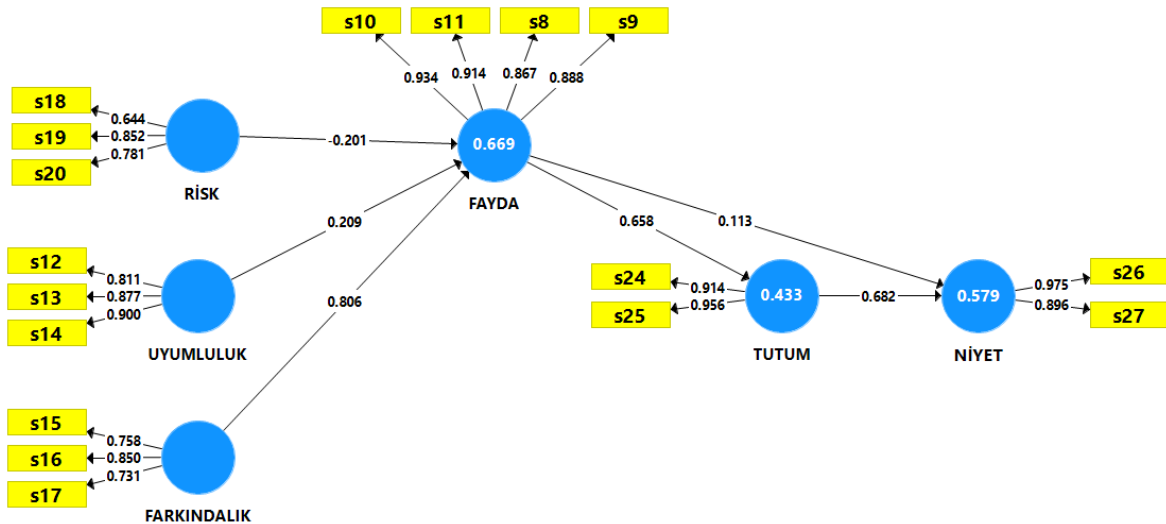 s10 s11 s8 s9
0.934 0.914 0.867 0.888
s18
s19
s20
0.644
0.852
0.781
RİSK
-0.201
0.669
FAYDA
s12
s13
s14
0.811
0.877
0.900
UYUMLULUK
0.209
s15
s16
s17
0.758
0.850
0.731
FARKINDALIK
0.806
0.658
0.113
s24
s25
0.914
0.956
0.433
TUTUM
0.682
0.579
NİYET
0.975
0.896
s26
s27